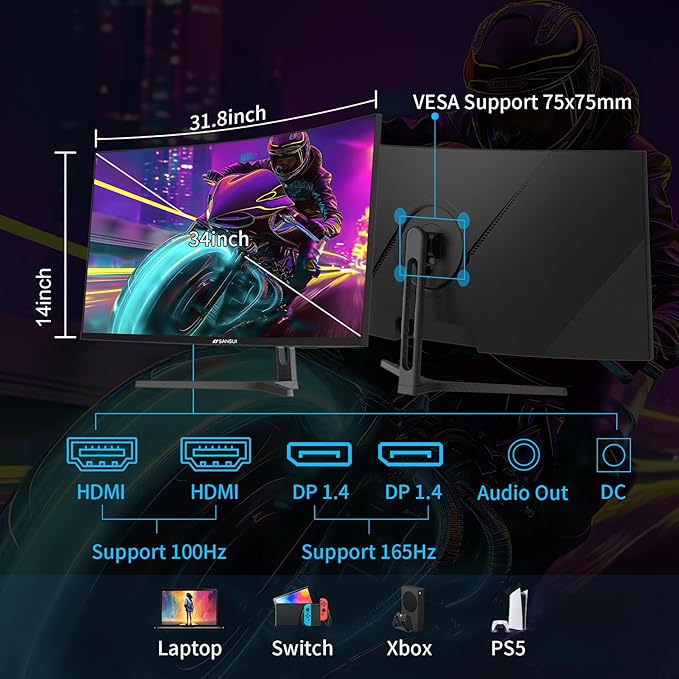 31.8inch
VESA Support 75x75mm
34inch
14inch
SANSUI
HDMI
HDMI
DP 1.4
DP 1.4
Audio Out
DC
Support 100Hz
Support 165Hz
Laptop
Switch
Xbox
PS5